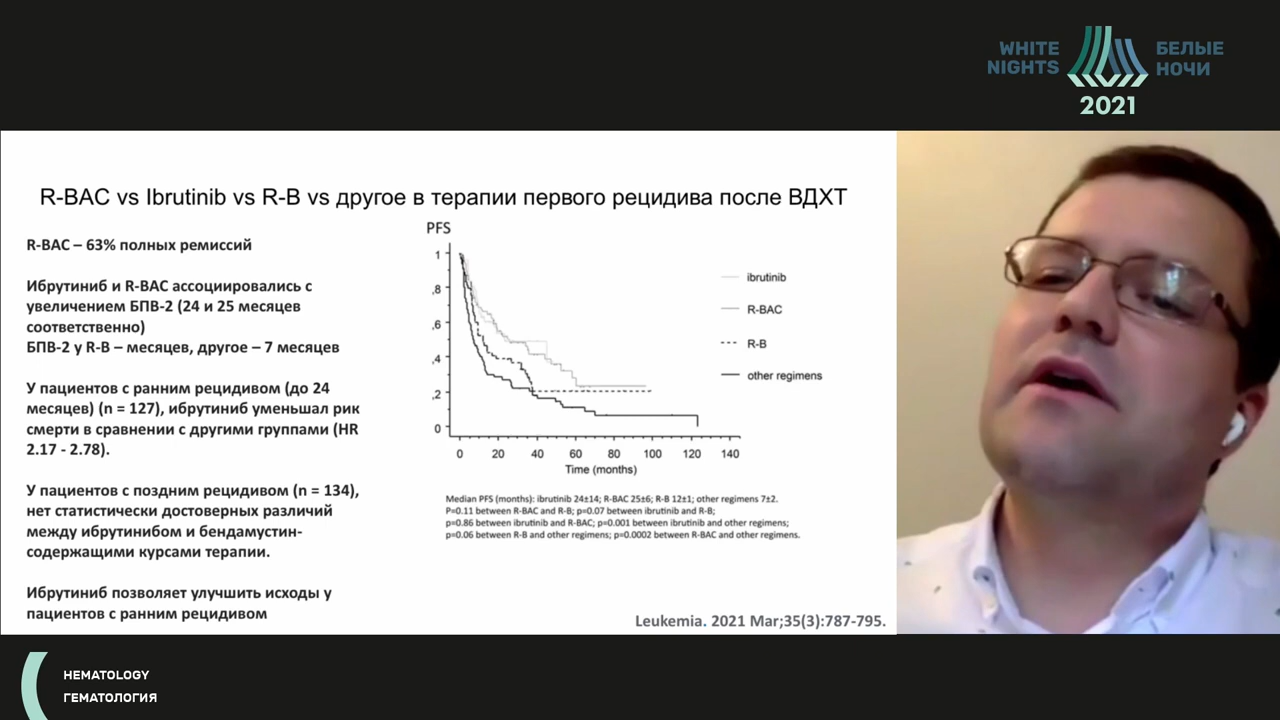 WHITE
NIGHTS
БЕЛЫЕ
НОЧИ
2021
R-BAC vs Ibrutinib vs R-B vs другое в терапии первого рецидива после ВДХТ
R-BAC – 63% полных ремиссий
Ибрутиниб и R-BAC ассоциировались с
увеличением БПВ-2 (24 и 25 месяцев
соответственно)
БПВ-2 у R-B – месяцев, другое – 7 месяцев
У пациентов с ранним рецидивом (до 24
месяцев) (n = 127), ибрутиниб уменьшал рик
смерти в сравнении с другими группами (HR
2.17 - 2.78).
У пациентов с поздним рецидивом (n = 134),
нет статистически достоверных различий
между ибрутинибом и бендамустин-
содержащими курсами терапии.
Ибрутиниб позволяет улучшить исходы у
пациентов с ранним рецидивом
PFS
1
,8
,6
,4
,2
0
0 20 40 60 80 100 120 140
Time (months)
ibrutinib
R-BAC
R-B
other regimens
Median PFS (months): ibrutinib 24±14; R-BAC 25±6; R-B 12±1; other regimens 7±2.
P=0.11 between R-BAC and R-B; p=0.07 between ibrutinib and R-B;
p=0.86 between ibrutinib and R-BAC; p=0.001 between ibrutinib and other regimens;
p=0.06 between R-B and other regimens; p=0.0002 between R-BAC and other regimens.
Leukemia. 2021 Mar;35(3):787-795.
HEMATOLOGY
ГЕМАТОЛОГИЯ